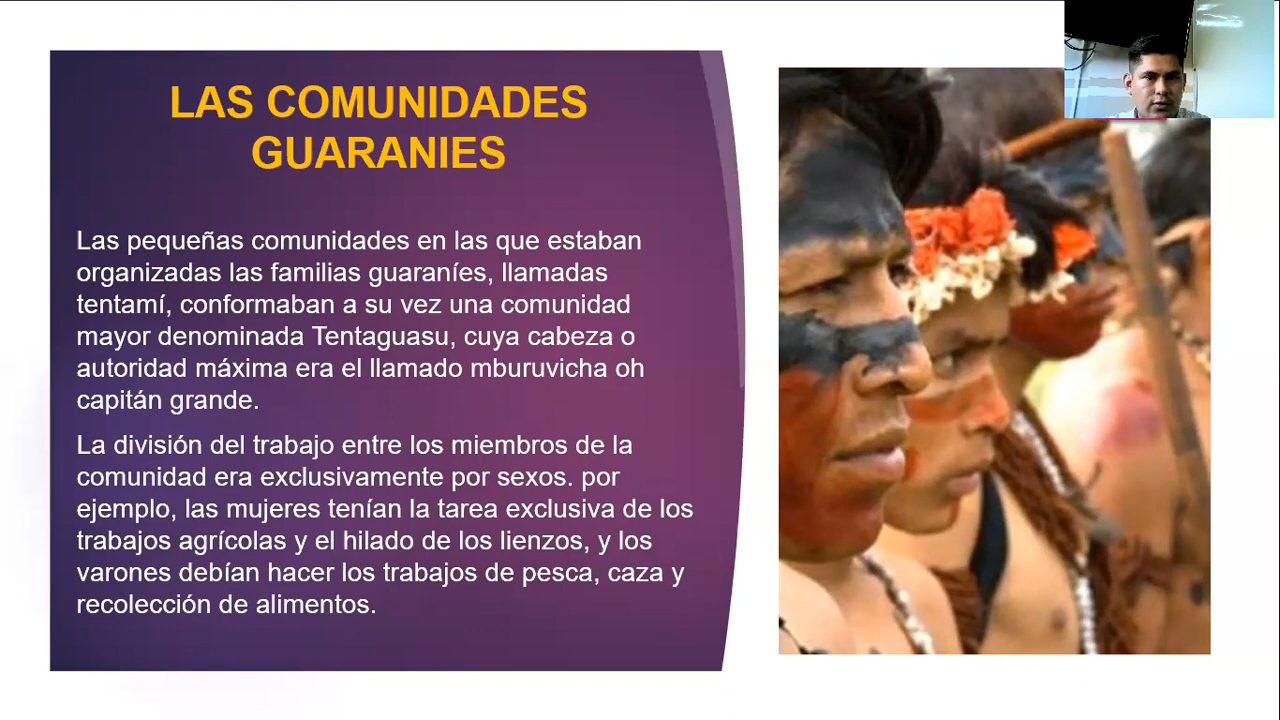 LAS COMUNIDADES
GUARANIES
Las pequeñas comunidades en las que estaban
organizadas las familias guaraníes, llamadas
tentamí, conformaban a su vez una comunidad
mayor denominada Tentaguasu, cuya cabeza o
autoridad máxima era el llamado mburuvicha oh
capitán grande.
La división del trabajo entre los miembros de la
comunidad era exclusivamente por sexos. por
ejemplo, las mujeres tenían la tarea exclusiva de los
trabajos agrícolas y el hilado de los lienzos, y los
varones debían hacer los trabajos de pesca, caza y
recolección de alimentos.